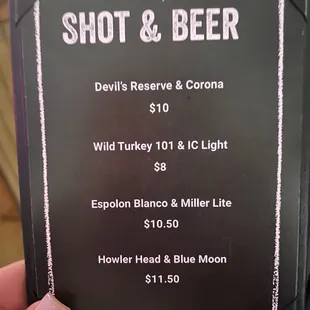 SHOT & BEER
Devil's Reserve & Corona
$10
Wild Turkey 101 & IC Light
$8
Espolon Blanco & Miller Lite
$10.50
Howler Head & Blue Moon
$11.50